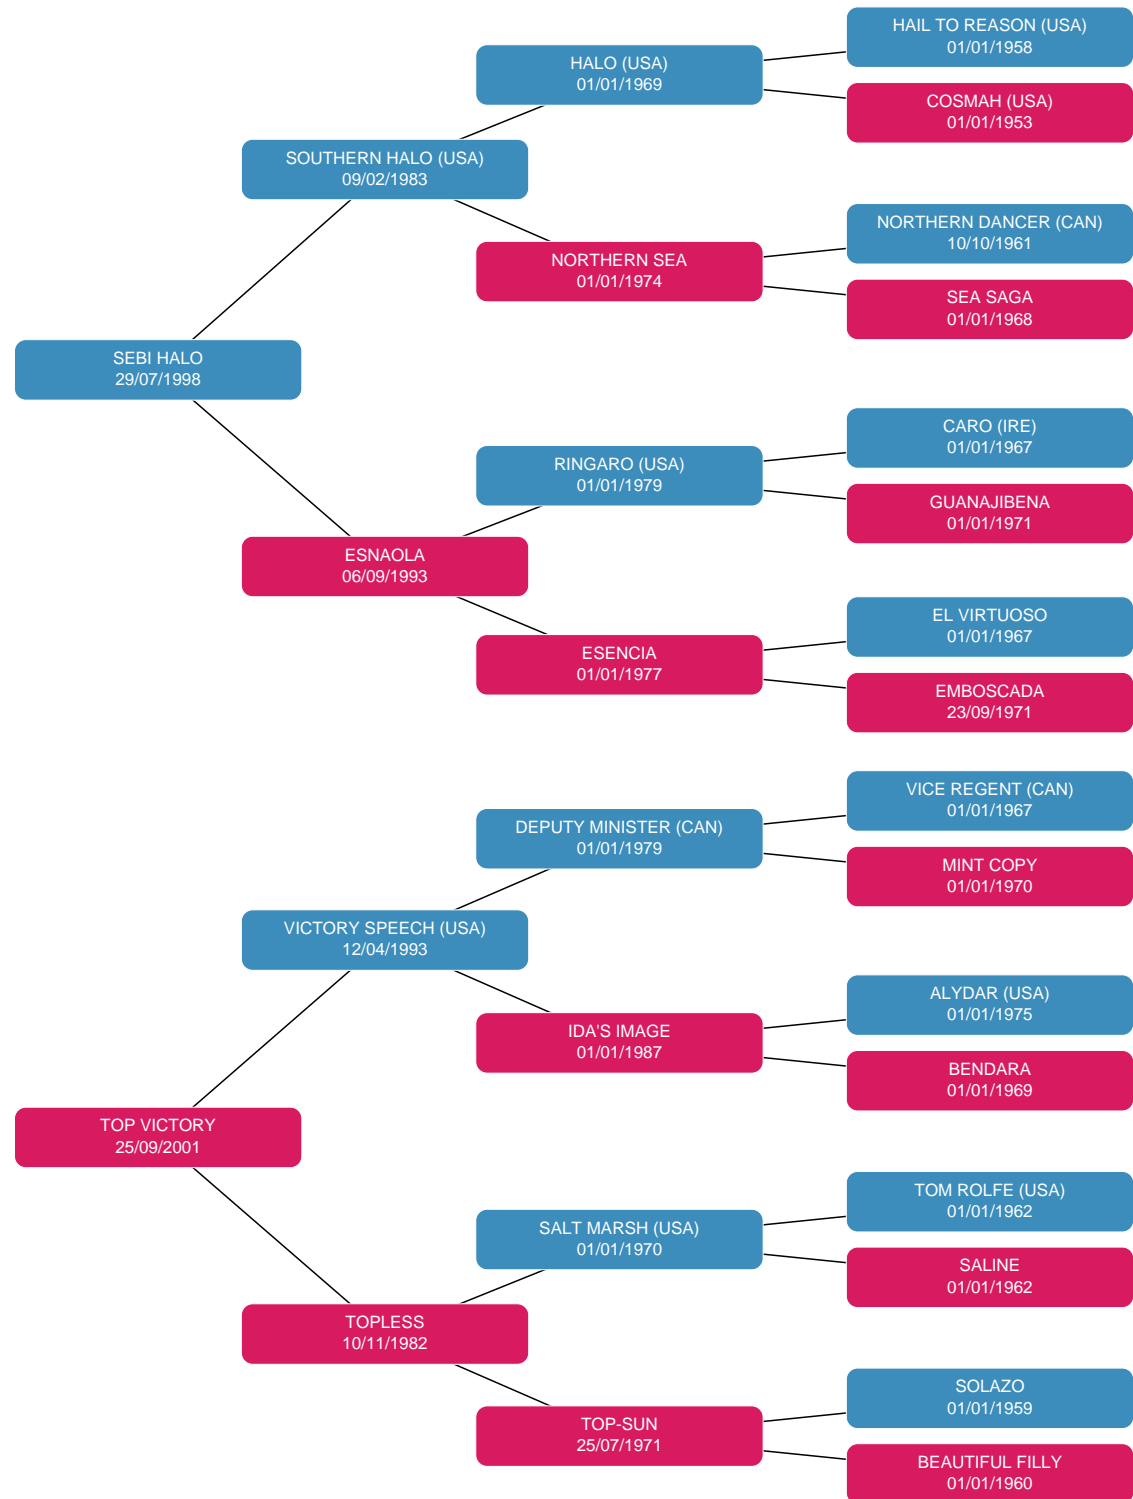 HAIL TO REASON (USA)
01/01/1958
HALO (USA)
01/01/1969
COSMAH (USA)
01/01/1953
SOUTHERN HALO (USA)
09/02/1983
NORTHERN DANCER (CAN)
10/10/1961
NORTHERN SEA
01/01/1974
SEA SAGA
01/01/1968
SEBI HALO
29/07/1998
CARO (IRE)
01/01/1967
RINGARO (USA)
01/01/1979
GUANAJIBENA
01/01/1971
ESNAOLA
06/09/1993
EL VIRTUOSO
01/01/1967
ESENCIA
01/01/1977
EMBOSCADA
23/09/1971
VICE REGENT (CAN)
01/01/1967
DEPUTY MINISTER (CAN)
01/01/1979
MINT COPY
01/01/1970
VICTORY SPEECH (USA)
12/04/1993
ALYDAR (USA)
01/01/1975
IDA'S IMAGE
01/01/1987
BENDARA
01/01/1969
TOP VICTORY
25/09/2001
TOM ROLFE (USA)
01/01/1962
SALT MARSH (USA)
01/01/1970
SALINE
01/01/1962
TOPLESS
10/11/1982
SOLAZO
01/01/1959
TOP-SUN
25/07/1971
BEAUTIFUL FILLY
01/01/1960